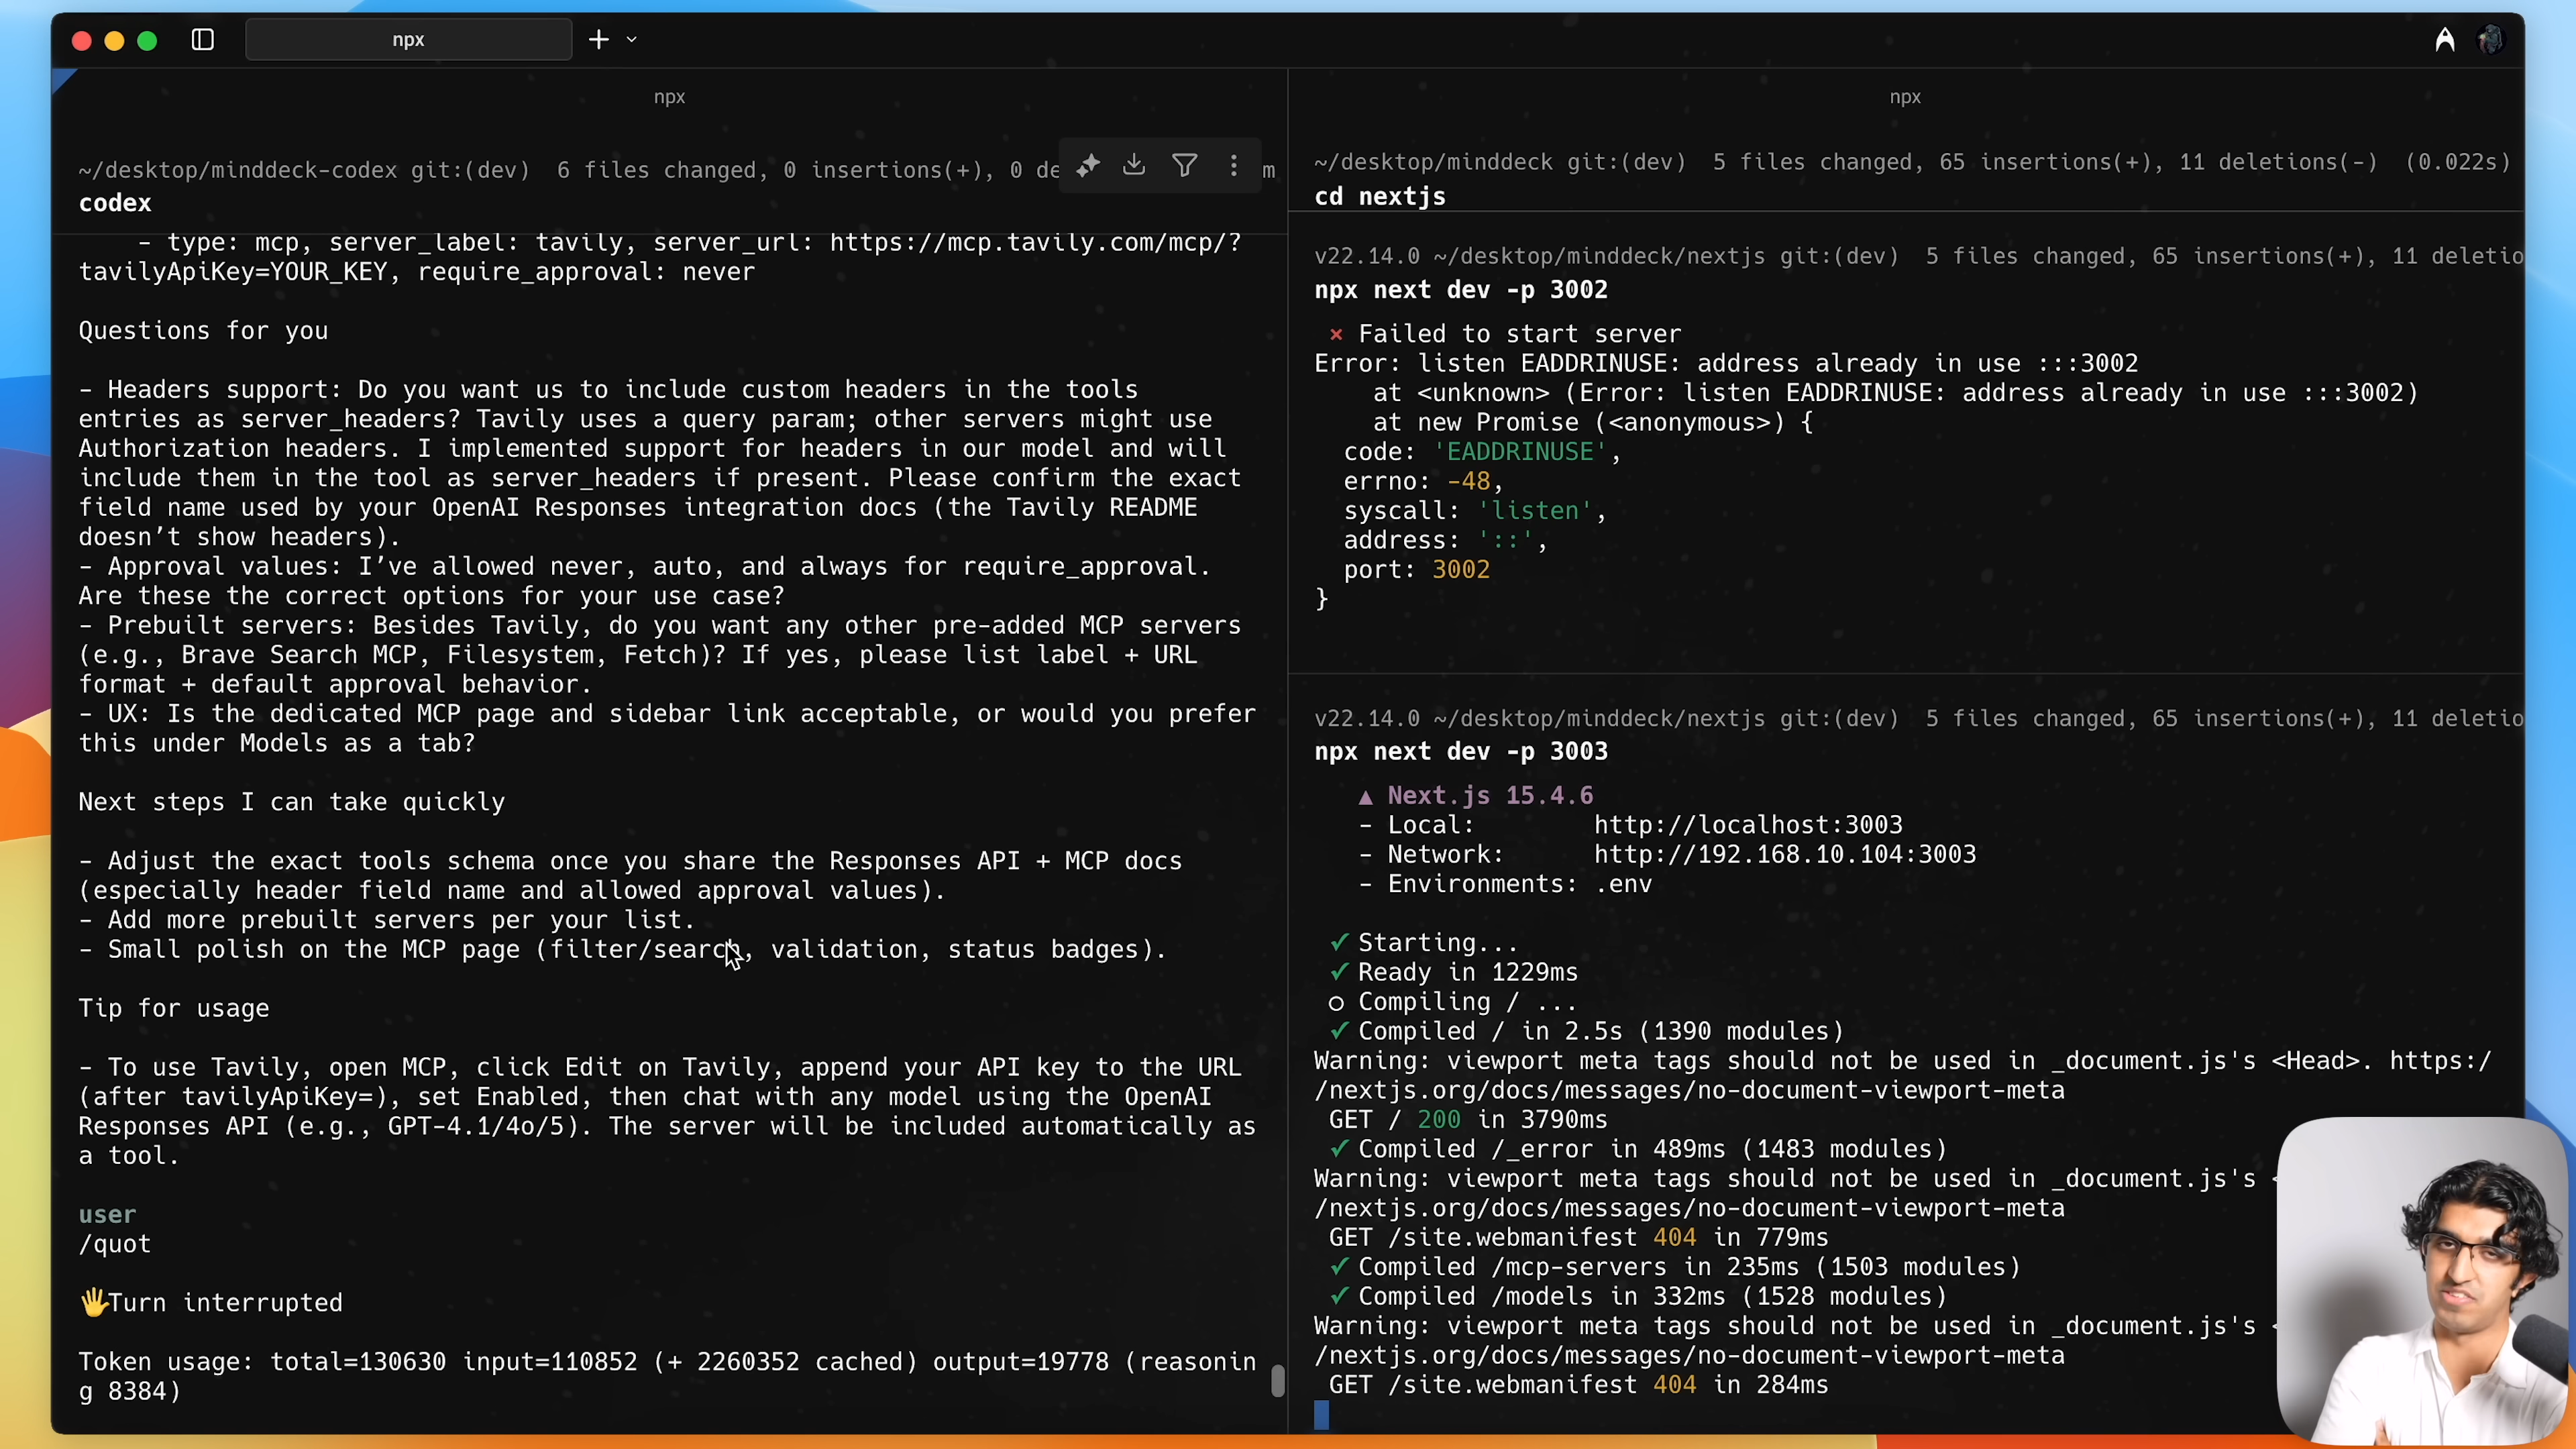 npx
npx
~/desktop/minddeck-codex git:(dev)  6 files changed, 0 insertions(+), 0 de
m
codex
- type: mcp, server_label: tavily, server_url: https://mcp.tavily.com/mcp/?
tavilyApiKey=YOUR_KEY, require_approval: never
Questions for you
- Headers support: Do you want us to include custom headers in the tools
entries as server_headers? Tavily uses a query param; other servers might use
Authorization headers. I implemented support for headers in our model and will
include them in the tool as server_headers if present. Please confirm the exact
field name used by your OpenAI Responses integration docs (the Tavily README
doesn’t show headers).
- Approval values: I’ve allowed never, auto, and always for require_approval.
Are these the correct options for your use case?
- Prebuilt servers: Besides Tavily, do you want any other pre-added MCP servers
(e.g., Brave Search MCP, Filesystem, Fetch)? If yes, please list label + URL
format + default approval behavior.
- UX: Is the dedicated MCP page and sidebar link acceptable, or would you prefer
this under Models as a tab?
Next steps I can take quickly
- Adjust the exact tools schema once you share the Responses API + MCP docs
(especially header field name and allowed approval values).
- Add more prebuilt servers per your list.
- Small polish on the MCP page (filter/search, validation, status badges).
Tip for usage
- To use Tavily, open MCP, click Edit on Tavily, append your API key to the URL
(after tavilyApiKey=), set Enabled, then chat with any model using the OpenAI
Responses API (e.g., GPT-4.1/4o/5). The server will be included automatically as
a tool.
user
/quot
Turn interrupted
Token usage: total=130630 input=110852 (+ 2260352 cached) output=19778 (reasonin
g 8384)
npx
~/desktop/minddeck git:(dev)  5 files changed, 65 insertions(+), 11 deletions(-)  (0.022s)
cd nextjs
v22.14.0 ~/desktop/minddeck/nextjs git:(dev)  5 files changed, 65 insertions(+), 11 deletio
npx next dev -p 3002
× Failed to start server
Error: listen EADDRINUSE: address already in use :::3002
at <unknown> (Error: listen EADDRINUSE: address already in use :::3002)
at new Promise (<anonymous>) {
code: 'EADDRINUSE',
errno: -48,
syscall: 'listen',
address: '::',
port: 3002
}
v22.14.0 ~/desktop/minddeck/nextjs git:(dev)  5 files changed, 65 insertions(+), 11 deletio
npx next dev -p 3003
▲ Next.js 15.4.6
- Local:        http://localhost:3003
- Network:      http://192.168.10.104:3003
- Environments: .env
✓ Starting...
✓ Ready in 1229ms
○ Compiling / ...
✓ Compiled / in 2.5s (1390 modules)
Warning: viewport meta tags should not be used in _document.js's <Head>. https:/
/nextjs.org/docs/messages/no-document-viewport-meta
GET / 200 in 3790ms
✓ Compiled /_error in 489ms (1483 modules)
Warning: viewport meta tags should not be used in _document.js's <
/nextjs.org/docs/messages/no-document-viewport-meta
GET /site.webmanifest 404 in 779ms
✓ Compiled /mcp-servers in 235ms (1503 modules)
✓ Compiled /models in 332ms (1528 modules)
Warning: viewport meta tags should not be used in _document.js's <
/nextjs.org/docs/messages/no-document-viewport-meta
GET /site.webmanifest 404 in 284ms